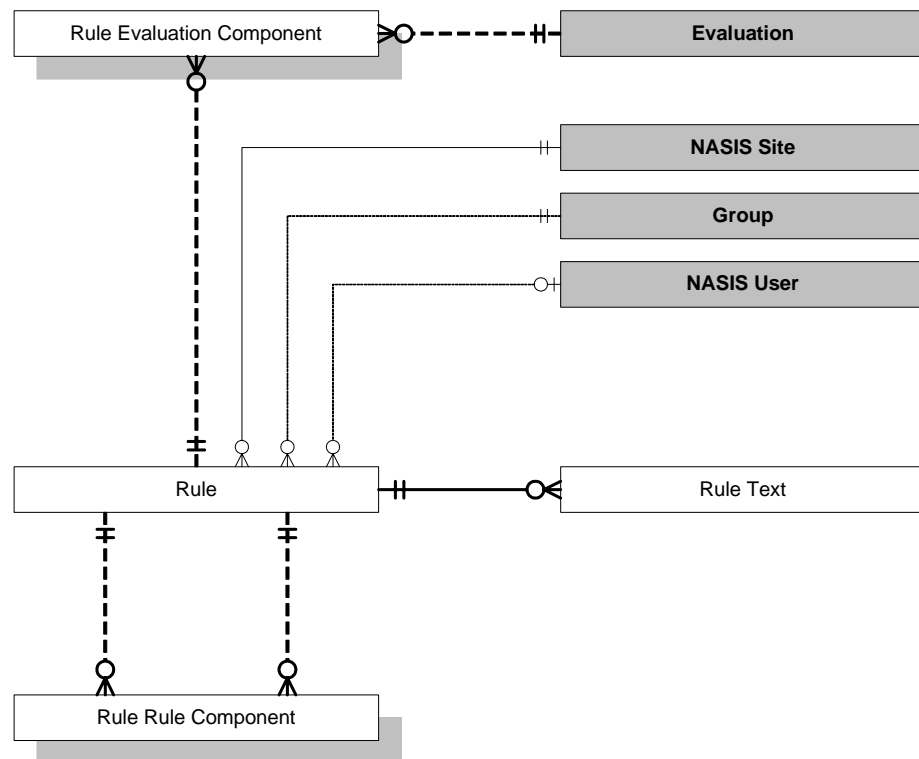 Rule Evaluation Component
Evaluation
NASIS Site
Group
NASIS User
Rule
Rule Text
Rule Rule Component